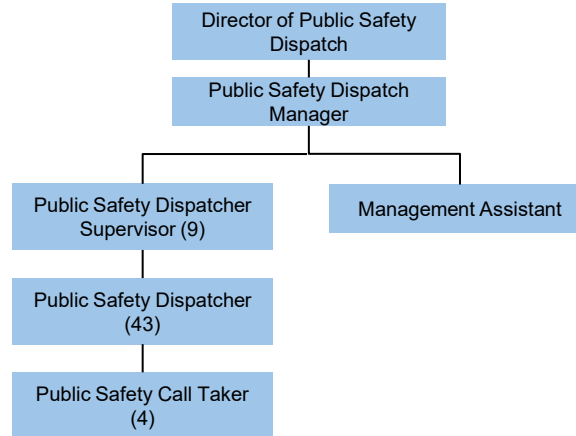 Director of Public Safety
Dispatch
Public Safety Dispatch
Manager
Public Safety Dispatcher
Supervisor (9)
Management Assistant
Public Safety Dispatcher
(43)
Public Safety Call Taker
(4)